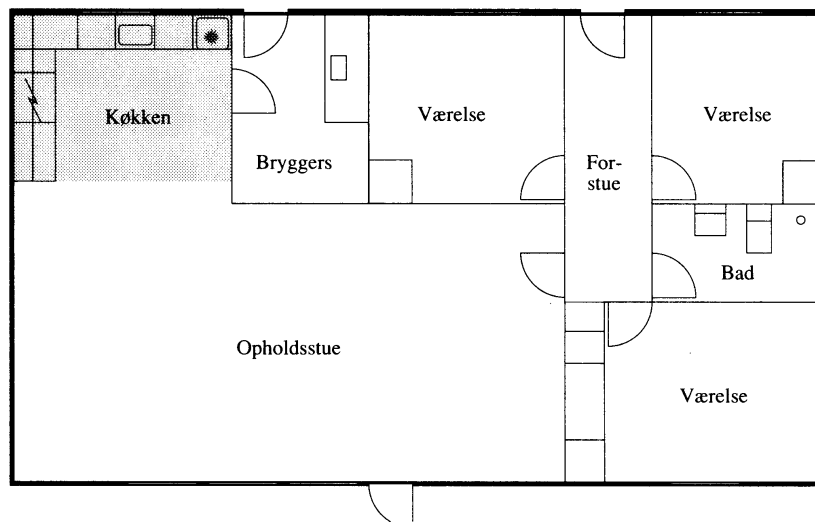 Køkken
Værelse
Værelse
Bryggers
For-
stue
Bad
Opholdsstue
Værelse